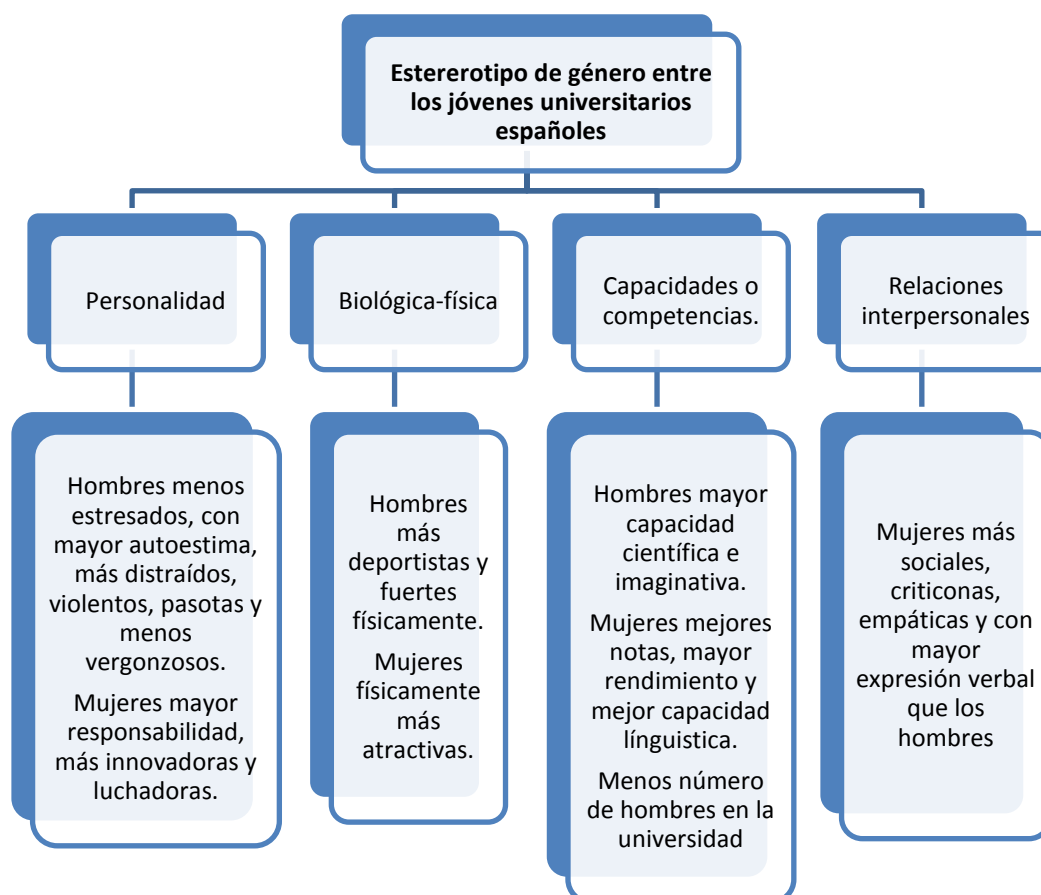 Estererotipo de género entre
los jóvenes universitarios
españoles
Personalidad
Biológica-física
Capacidades o
competencias.
Relaciones
interpersonales
Hombres menos
estresados, con
mayor autoestima,
más distraídos,
violentos, pasotas y
menos
vergonzosos.
Mujeres mayor
responsabilidad,
más innovadoras y
luchadoras.
Hombres
más
deportistas y
fuertes
físicamente.
Mujeres
físicamente
más
atractivas.
Hombres mayor
capacidad
científica e
imaginativa.
Mujeres mejores
notas, mayor
rendimiento y
mejor capacidad
línguistica.
Menos número
de hombres en la
universidad
Mujeres más
sociales,
criticonas,
empáticas y con
mayor
expresión verbal
que los
hombres